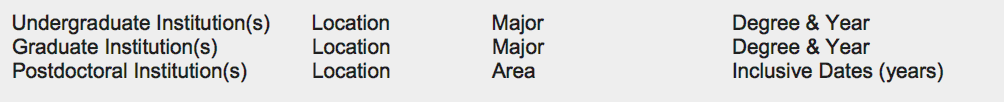 Undergraduate Institution(s) Location Major Degree & Year
Graduate Institution(s) Location Major Degree & Year
Postdoctoral Institution(s) Location Area Inclusive Dates (years)